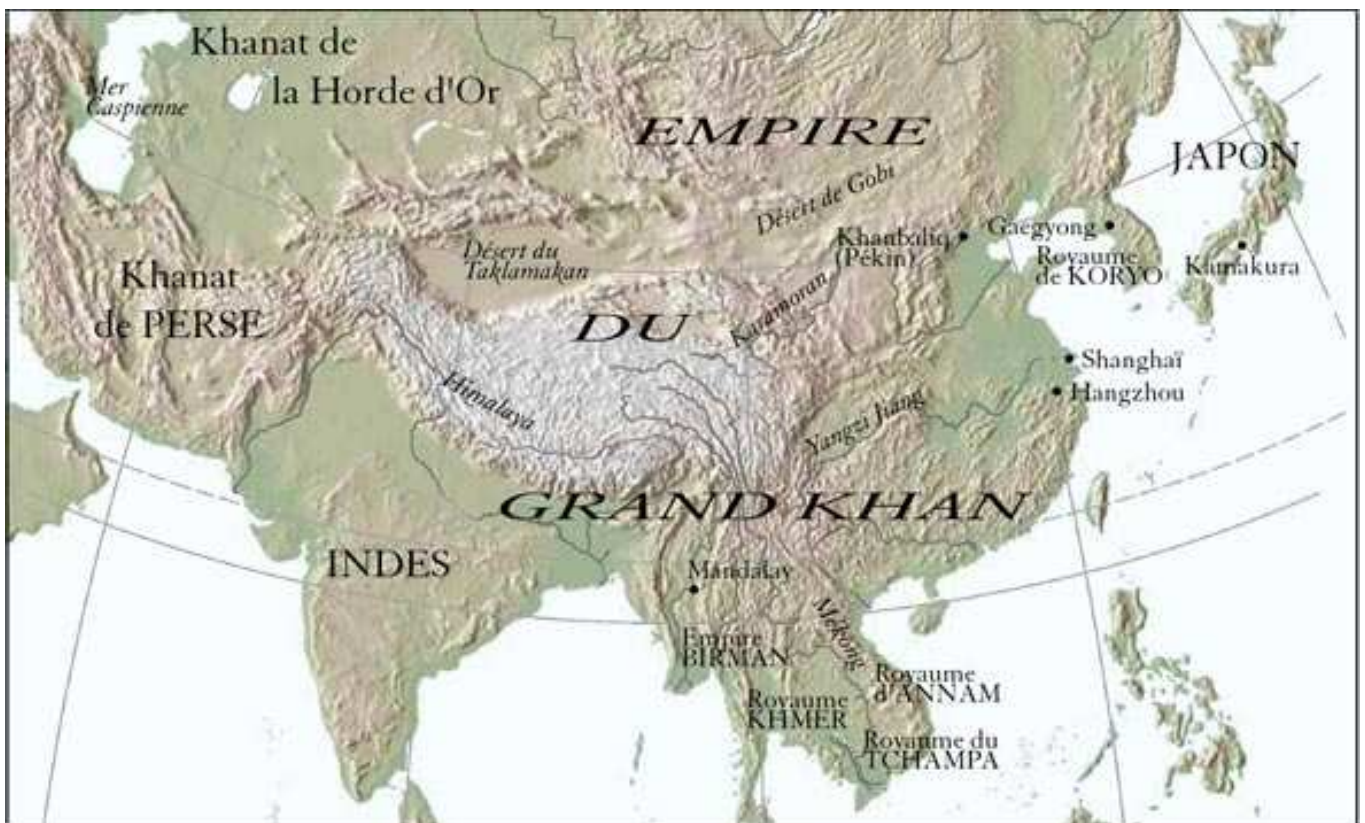 Khanat de
la Horde d'Or
Mer
Caspienne
EMPIRE
JAPON
Désert de Gobi
Khanbaliq
(Pékin)
Gaegyong
Royaume
de KORYO
Kamakura
Désert du
Taklamakan
Khanat
de PERSE
DU
Karamoran
Shanghaï
Hangzhou
Himalaya
Yangzi Jiang
GRAND KHAN
INDES
Mandalay
Mékong
Empire
BIRMAN
Royaume
d'ANNAM
Royaume
KHMER
Royaume du
TCHAMPA